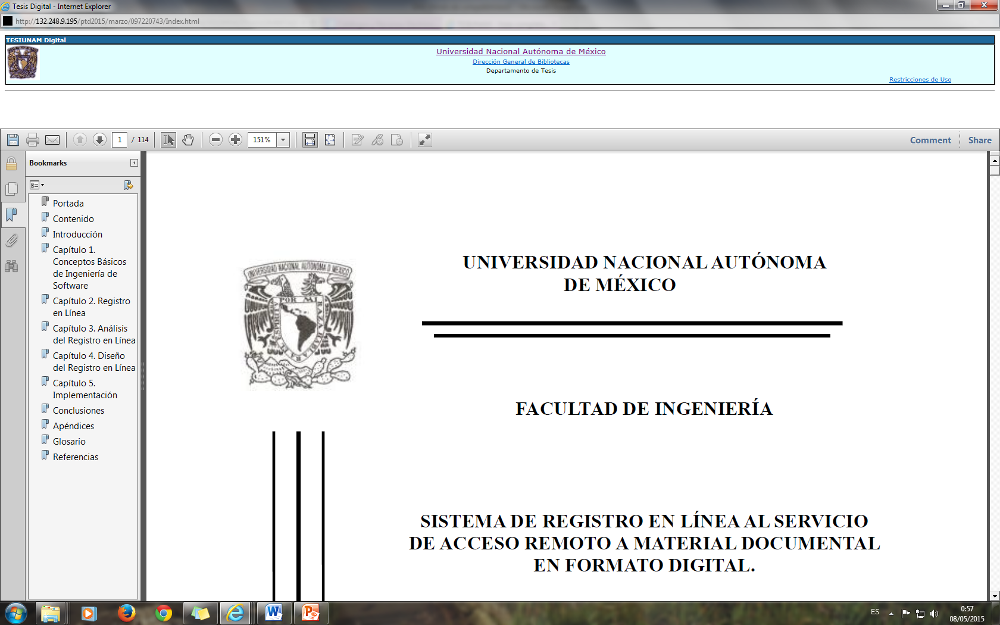 Tesis Digital - Internet Explorer
http://132.248.9.195/ptd2015/marzo/097220743/Index.html
TESIUNAM Digital
Universidad Nacional Autónoma de México
Dirección General de Bibliotecas
Departamento de Tesis
Restricciones de Uso
1 / 114
151%
Comment
Share
Bookmarks
Portada
Contenido
Introducción
Capítulo 1.
Conceptos Básicos
de Ingeniería de
Software
Capítulo 2. Registro
en Línea
Capítulo 3. Análisis
del Registro en Línea
Capítulo 4. Diseño
del Registro en Línea
Capítulo 5.
Implementación
Conclusiones
Apéndices
Glosario
Referencias
UNIVERSIDAD NACIONAL AUTÓNOMA
DE MÉXICO
POR MI
FACULTAD DE INGENIERÍA
SISTEMA DE REGISTRO EN LÍNEA AL SERVICIO
DE ACCESO REMOTO A MATERIAL DOCUMENTAL
EN FORMATO DIGITAL.
ES
0:57
08/05/2015